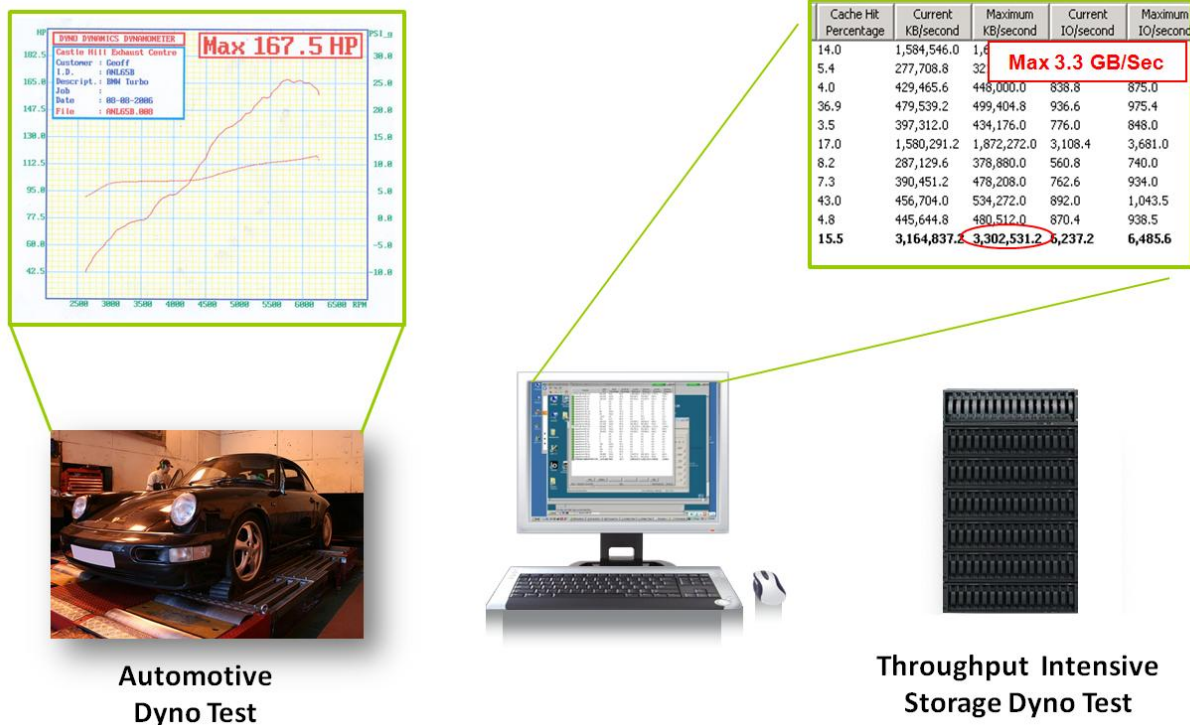 HP
DYNO DYNAMICS DYNAMOMETER
Castle Hill Exhaust Centre
Customer : Geoff
I.D. : ANL65B
Descript.: BMW Turbo
Job :
Date : 08-08-2006
File : ANL65B.008
Max 167.5 HP
PSI_g
182.5
165.0
147.5
130.0
112.5
95.0
77.5
60.0
42.5
30.0
25.0
20.0
15.0
10.0
5.0
0.0
-5.0
-10.0
2500 3000 3500 4000 4500 5000 5500 6000 6500 RPM
Cache Hit Percentage Current KB/second Maximum KB/second Current IO/second Maximum IO/second
Max 3.3 GB/Sec
14.0 1,584,546.0
5.4 277,708.8
4.0 429,465.6 448,000.0 838.8 875.0
36.9 479,539.2 499,404.8 936.6 975.4
3.5 397,312.0 434,176.0 776.0 848.0
17.0 1,580,291.2 1,872,272.0 3,108.4 3,681.0
8.2 287,129.6 378,880.0 560.8 740.0
7.3 390,451.2 478,208.0 762.6 934.0
43.0 456,704.0 534,272.0 892.0 1,043.5
4.8 445,644.8 480,512.0 870.4 938.5
15.5 3,164,837.2 3,302,531.2 6,237.2 6,485.6
Automotive
Dyno Test
Throughput Intensive
Storage Dyno Test